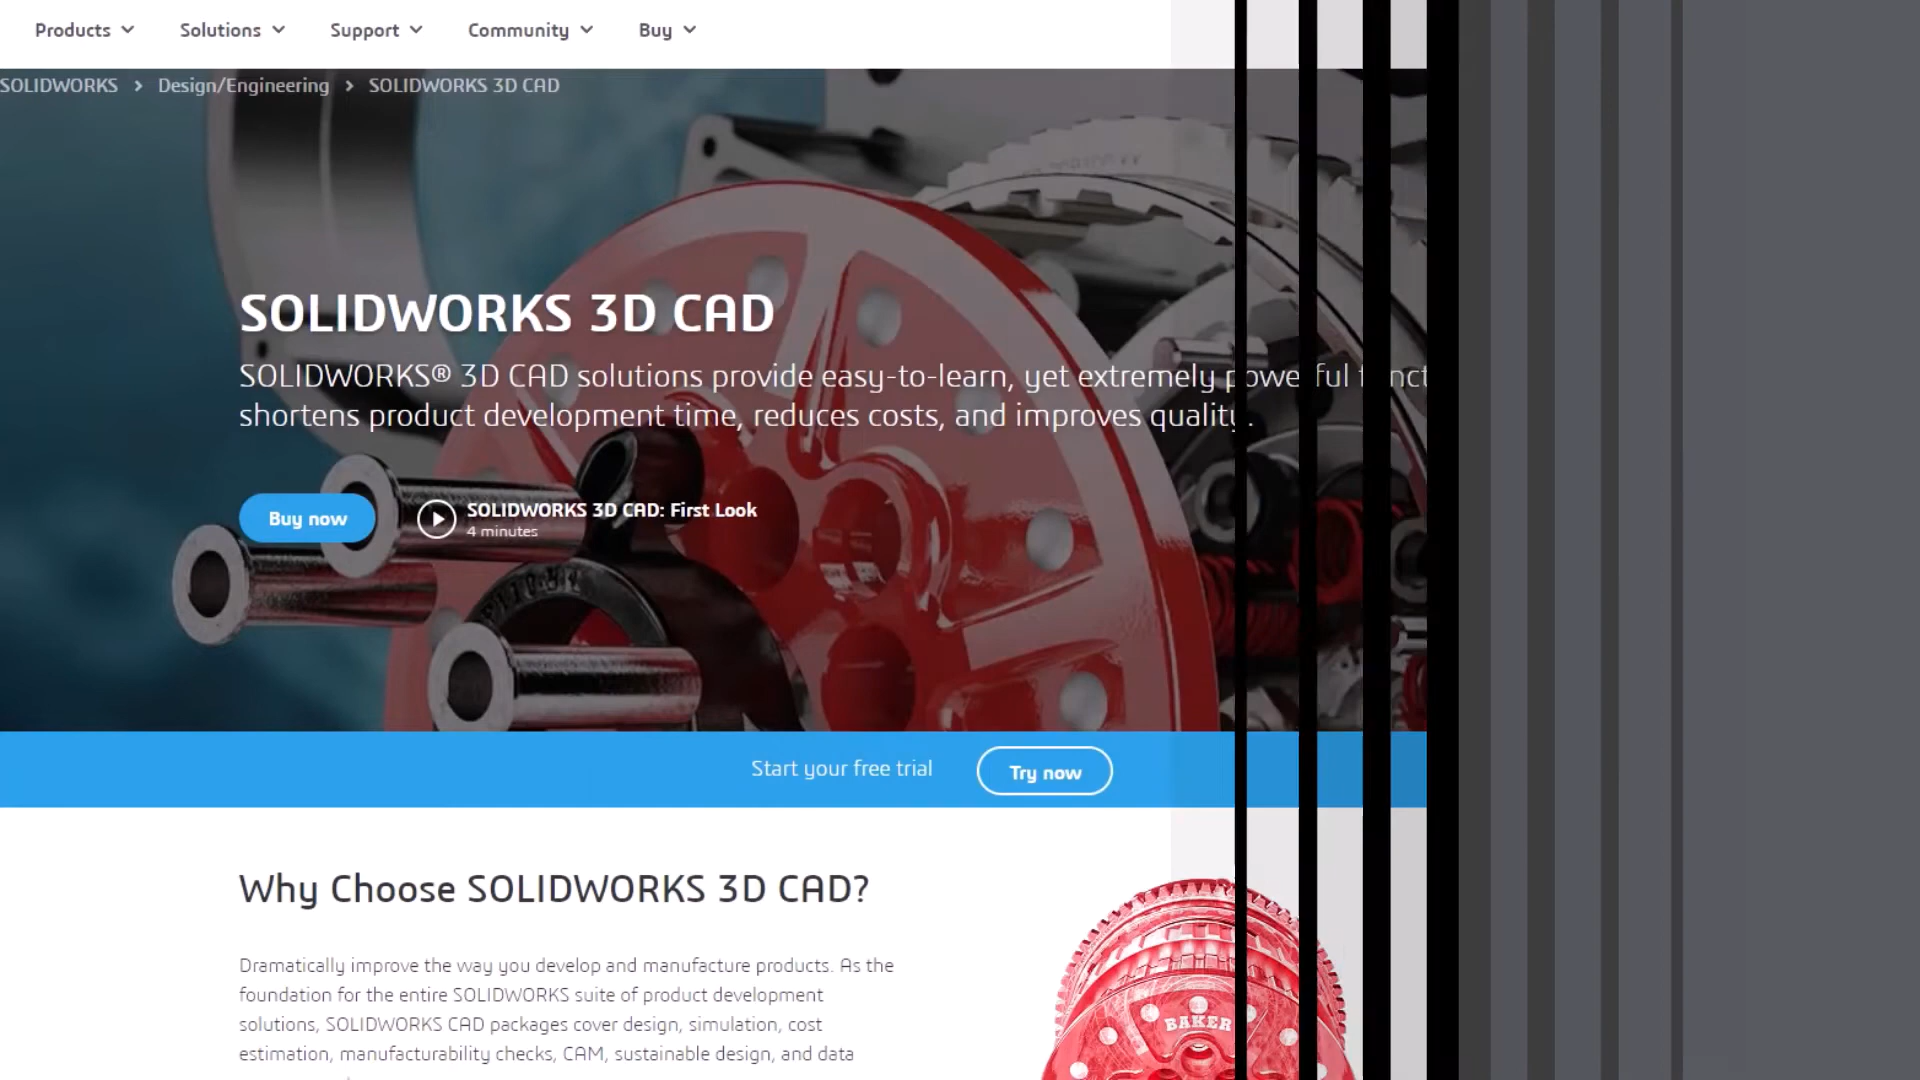 Products Solutions Support Community Buy
SOLIDWORKS > Design/Engineering > SOLIDWORKS 3D CAD
SOLIDWORKS 3D CAD
SOLIDWORKS® 3D CAD solutions provide easy-to-learn, yet extremely powerful
shortens product development time, reduces costs, and improves quality.
Buy now
SOLIDWORKS 3D CAD: First Look
4 minutes
Start your free trial
Try now
Why Choose SOLIDWORKS 3D CAD?
Dramatically improve the way you develop and manufacture products. As the
foundation for the entire SOLIDWORKS suite of product development
solutions, SOLIDWORKS CAD packages cover design, simulation, cost
estimation, manufacturability checks, CAM, sustainable design, and data
BAKER